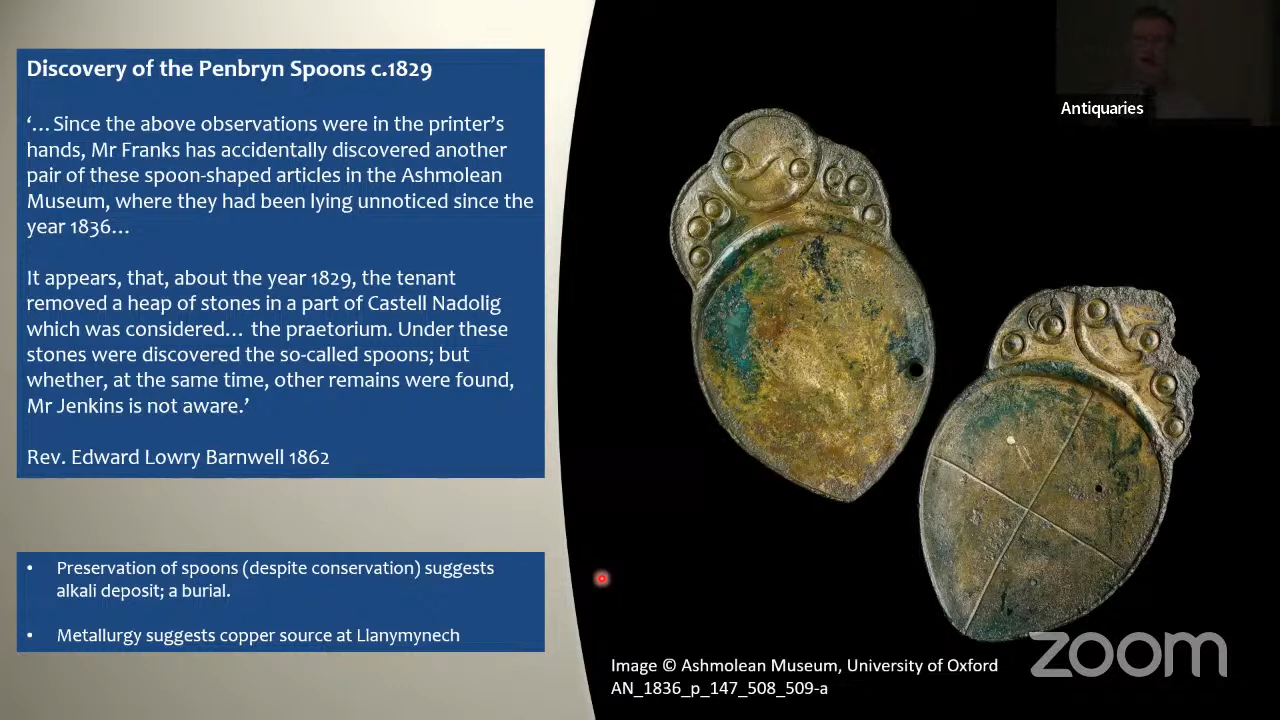 Discovery of the Penbryn Spoons c.1829
‘…Since the above observations were in the printer’s
hands, Mr Franks has accidentally discovered another
pair of these spoon-shaped articles in the Ashmolean
Museum, where they had been lying unnoticed since the
year 1836…
It appears, that, about the year 1829, the tenant
removed a heap of stones in a part of Castell Nadolig
which was considered… the praetorium. Under these
stones were discovered the so-called spoons; but
whether, at the same time, other remains were found,
Mr Jenkins is not aware.’
Rev. Edward Lowry Barnwell 1862
• Preservation of spoons (despite conservation) suggests
alkali deposit; a burial.
• Metallurgy suggests copper source at Llanymynech
Antiquaries
Image © Ashmolean Museum, University of Oxford
AN_1836_p_147_508_509-a
zoom